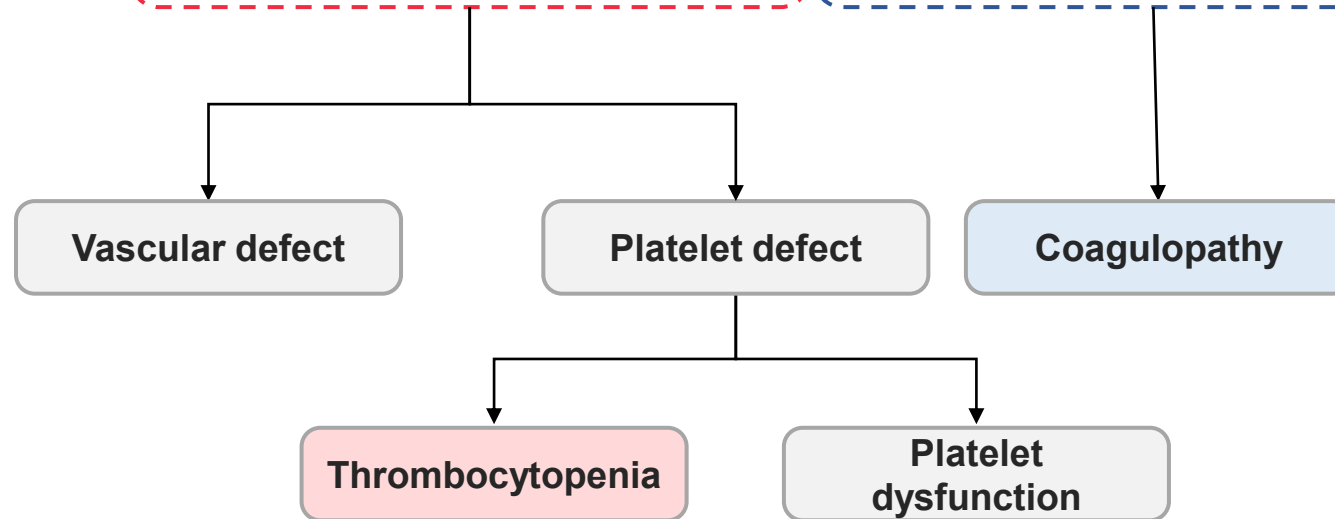 Vascular defect
Platelet defect
Coagulopathy
Thrombocytopenia
Platelet
dysfunction